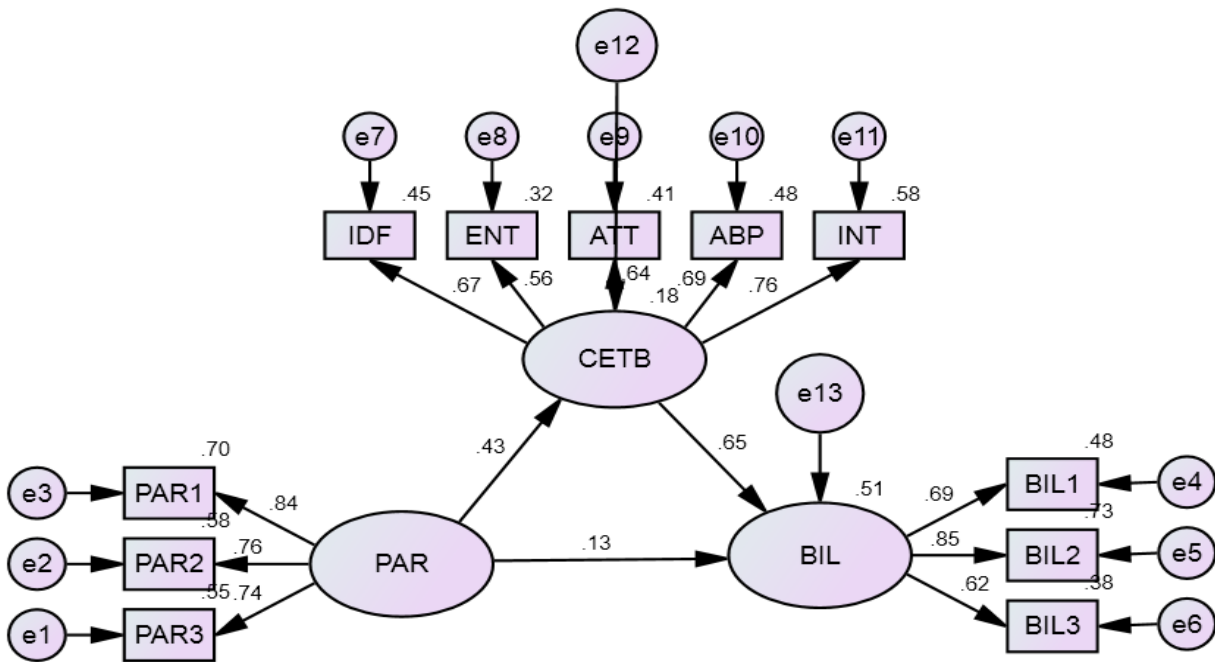 e12
e7
e8
e9
e10
e11
.45
.32
.41
.48
.58
IDF
ENT
ATT
ABP
INT
.67
.56
.64
.69
.76
.18
CETB
e13
.43
.65
.70
.48
e3
PAR1
.84
.51
.69
BIL1
e4
.58
.73
e2
PAR2
.76
PAR
.13
BIL
.85
BIL2
e5
.55
.74
.62
.38
e1
PAR3
BIL3
e6